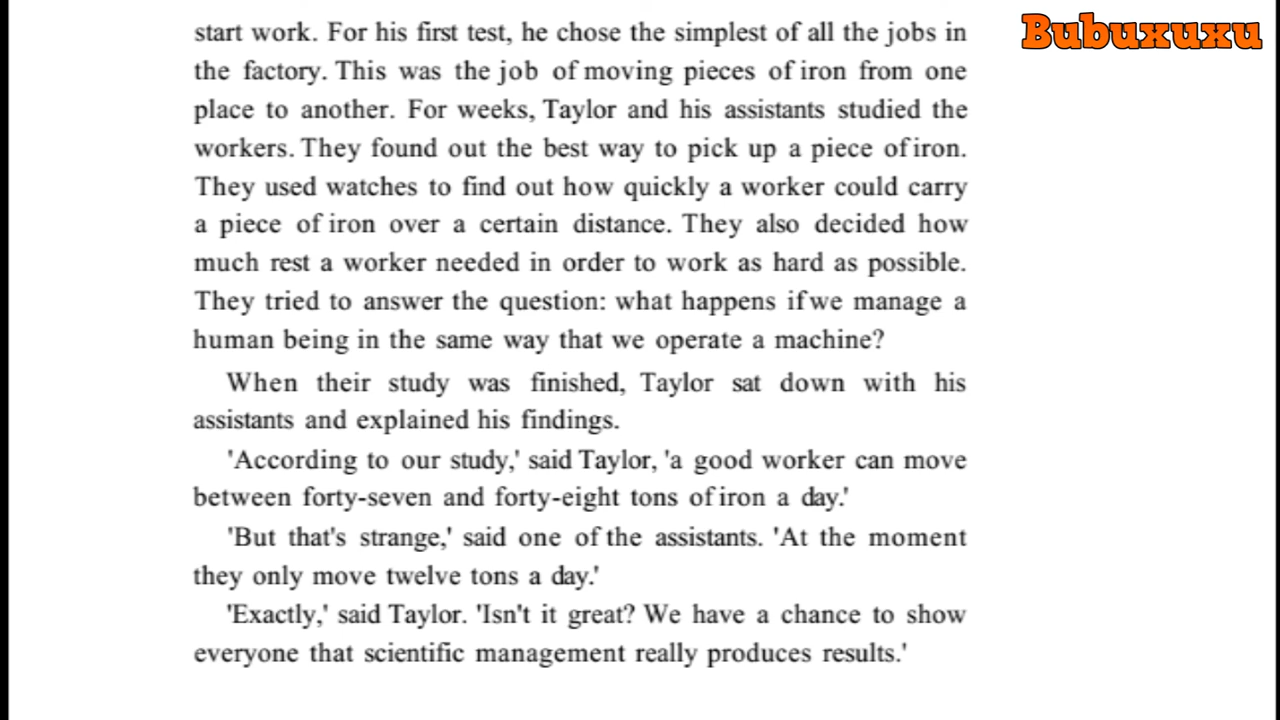 start work. For his first test, he chose the simplest of all the jobs in
the factory. This was the job of moving pieces of iron from one
place to another. For weeks, Taylor and his assistants studied the
workers. They found out the best way to pick up a piece of iron.
They used watches to find out how quickly a worker could carry
a piece of iron over a certain distance. They also decided how
much rest a worker needed in order to work as hard as possible.
They tried to answer the question: what happens if we manage a
human being in the same way that we operate a machine?
When their study was finished, Taylor sat down with his
assistants and explained his findings.
'According to our study,' said Taylor, 'a good worker can move
between forty-seven and forty-eight tons of iron a day.'
'But that's strange,' said one of the assistants. 'At the moment
they only move twelve tons a day.'
'Exactly,' said Taylor. 'Isn't it great? We have a chance to show
everyone that scientific management really produces results.'
Bubuxuxu